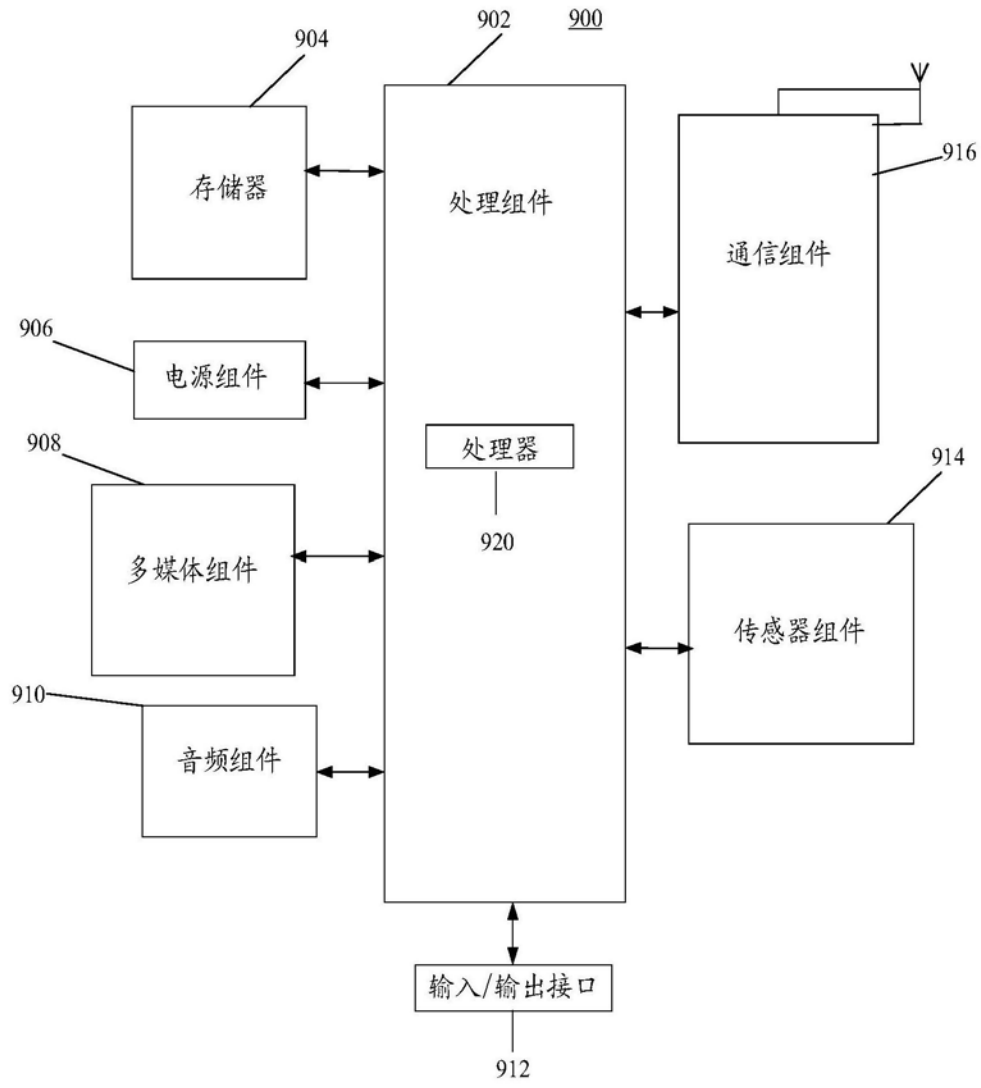 902
900
904
存储器
处理组件
916
通信组件
906
电源组件
处理器
920
908
多媒体组件
914
传感器组件
910
音频组件
输入/输出接口
912